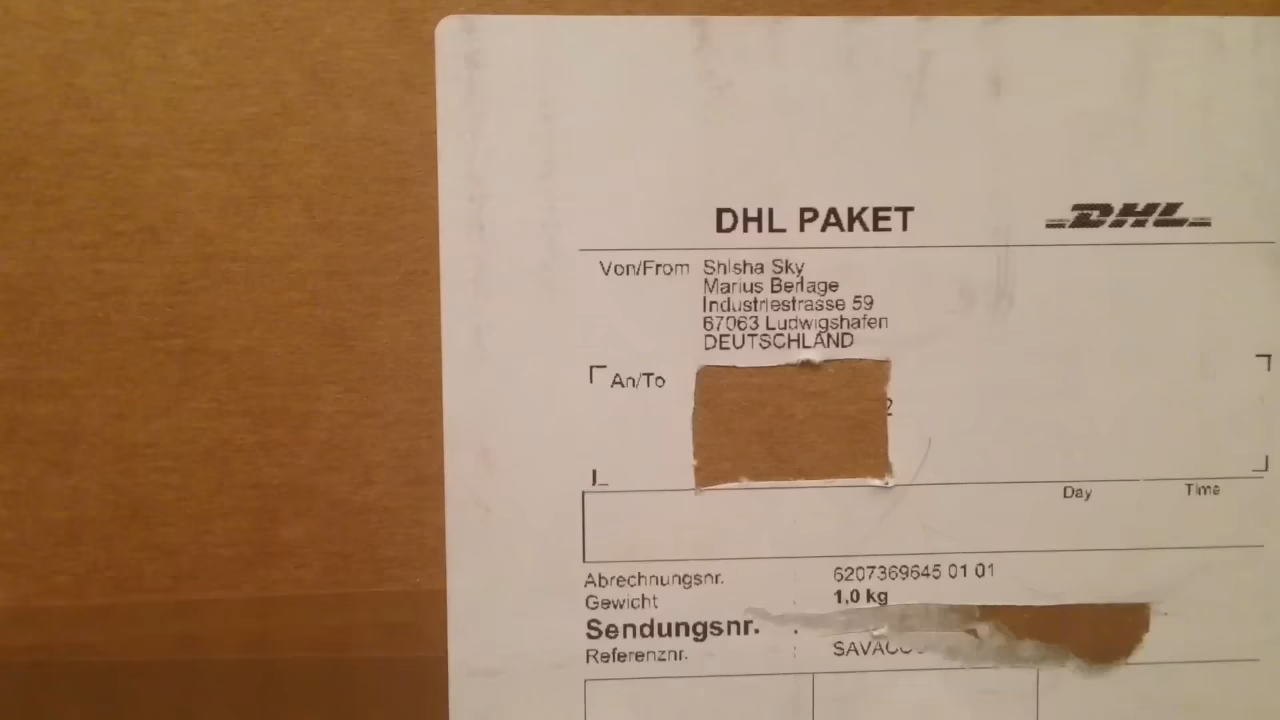 DHL PAKET
DHL
Von/From Shisha Sky
Marius Berlage
Industriestrasse 59
67063 Ludwigshafen
DEUTSCHLAND
An/To
2
Day Time
Abrechnungsnr. : 6207369645 01 01
Gewicht 1,0 kg
Sendungsnr. :
Referenznr. :